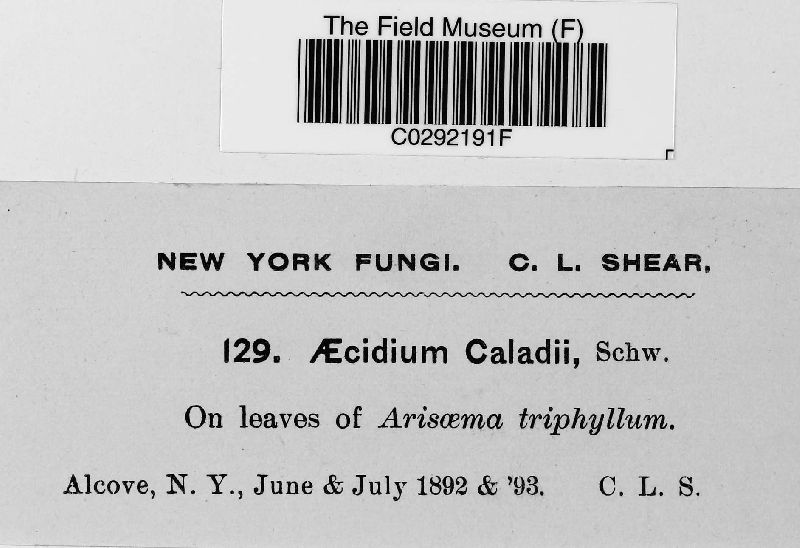 The Field Museum (F)
C0292191F
NEW YORK FUNGI. C. L. SHEAR.
129. Æcidium Caladii, Schw.
On leaves of Arisœma triphyllum.
Alcove, N. Y., June & July 1892 & '93. C. L. S.